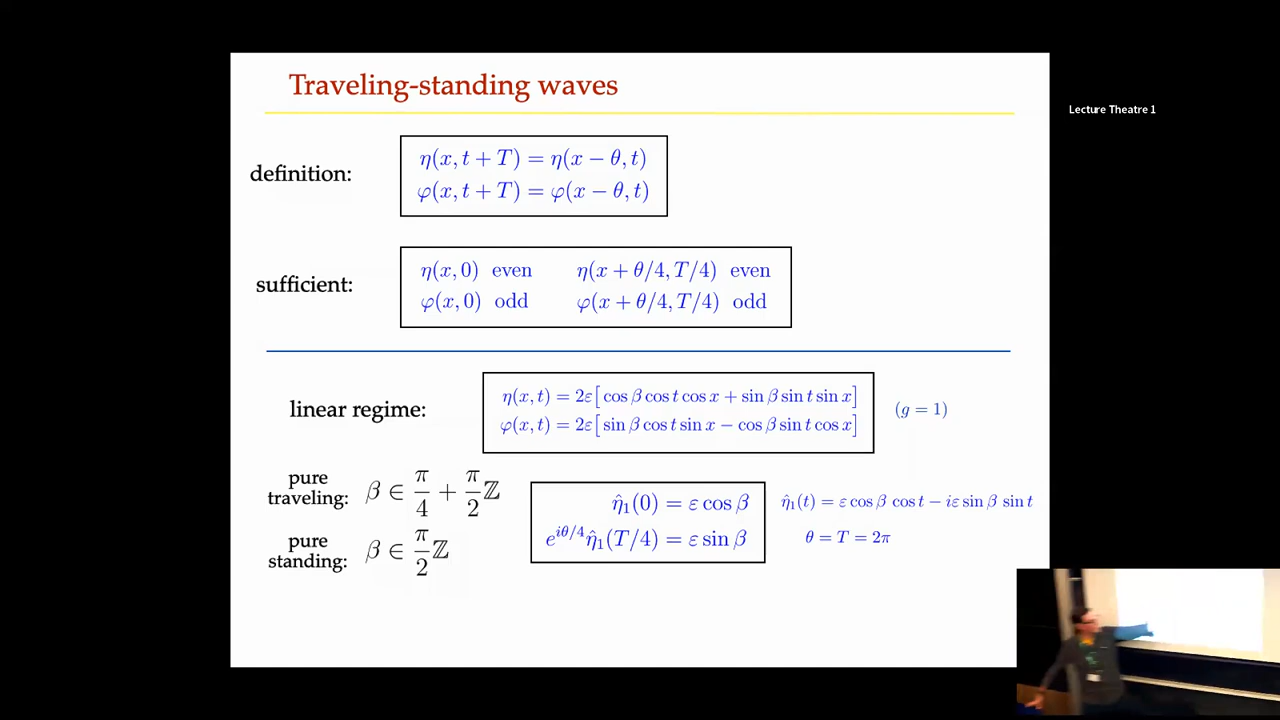 Traveling-standing waves
Lecture Theatre 1
definition:
η(x, t + T) = η(x − θ, t)
φ(x, t + T) = φ(x − θ, t)
sufficient:
η(x, 0) even η(x + θ/4, T/4) even
φ(x, 0) odd φ(x + θ/4, T/4) odd
linear regime:
η(x, t) = 2ε[ cos β cos t cos x + sin β sin t sin x]
φ(x, t) = 2ε[ sin β cos t sin x − cos β sin t cos x]
(g = 1)
pure
traveling: β ∈ π/4 + π/2 ℤ
pure
standing: β ∈ π/2 ℤ
η̂₁(0) = ε cos β
e^{iθ/4} η̂₁(T/4) = ε sin β
η̂₁(t) = ε cos β cos t − iε sin β sin t
θ = T = 2π